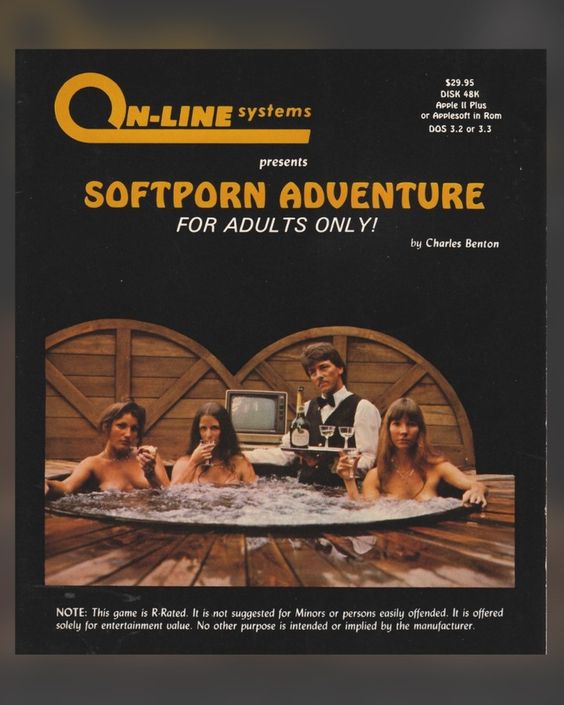 ON-LINE systems
$29.95
DISK 48K
Apple II Plus
or Applesoft in Rom
DOS 3.2 or 3.3
presents
SOFTPORN ADVENTURE
FOR ADULTS ONLY!
by Charles Benton
NOTE: This game is R-Rated. It is not suggested for Minors or persons easily offended. It is offered
solely for entertainment value. No other purpose is intended or implied by the manufacturer.